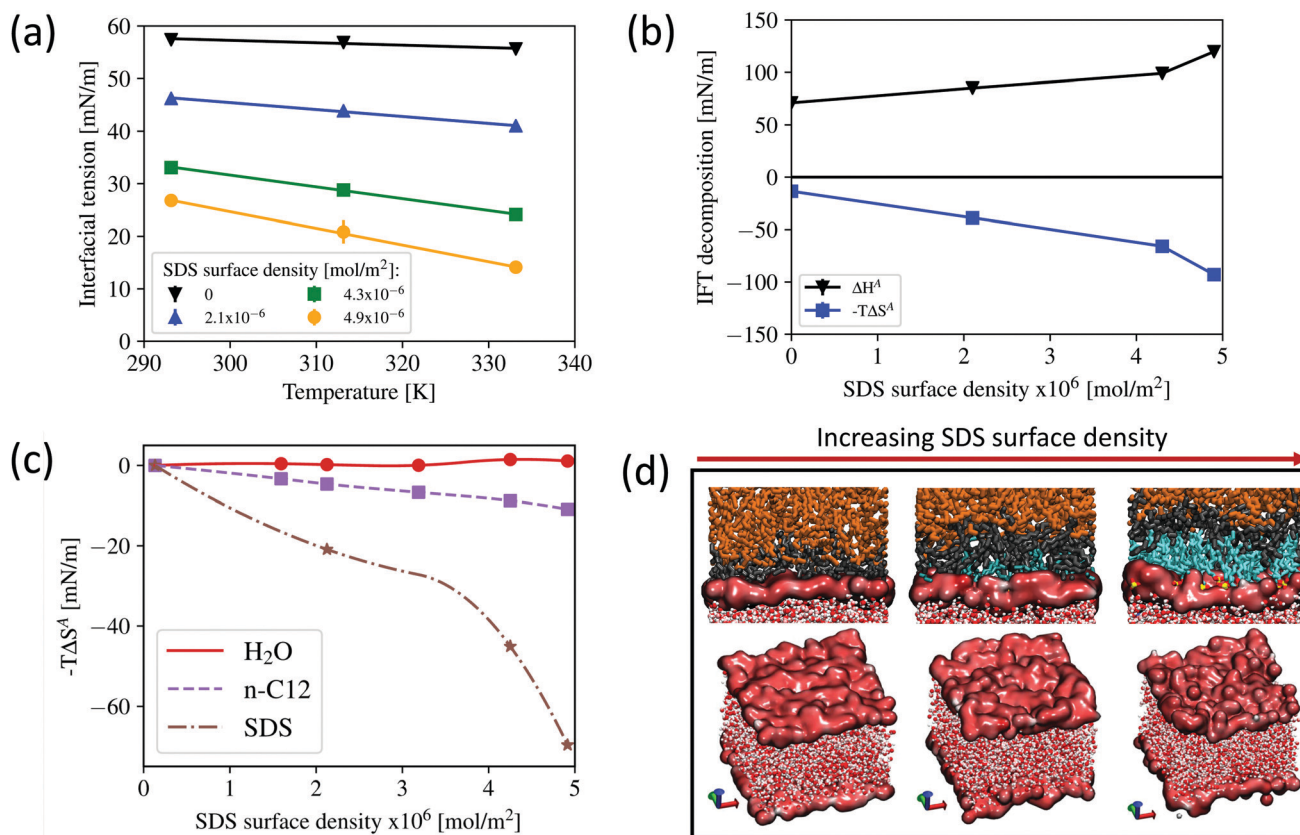 (a)
Interfacial tension [mN/m]
60
50
40
30
20
10
0
SDS surface density [mol/m²]:
0
2.1x10⁻⁶
4.3x10⁻⁶
4.9x10⁻⁶
290 300 310 320 330 340
Temperature [K]
(b)
IFT decomposition [mN/m]
150
100
50
0
−50
−100
−150
ΔHᴬ
-TΔSᴬ
0 1 2 3 4 5
SDS surface density x10⁶ [mol/m²]
(c)
-TΔSᴬ [mN/m]
0
−20
−40
−60
H₂O
n-C12
SDS
0 1 2 3 4 5
SDS surface density x10⁶ [mol/m²]
Increasing SDS surface density
(d)